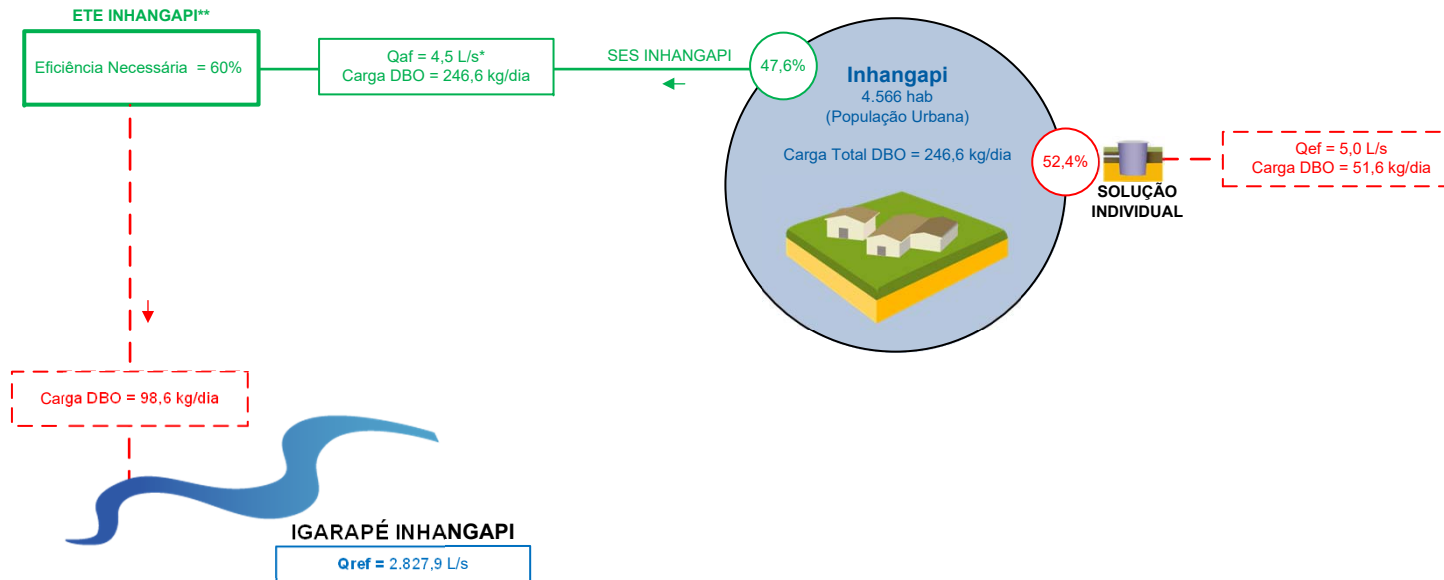 ETE INHANGAPI**
Eficiência Necessária = 60%
Qaf = 4,5 L/s*
Carga DBO = 246,6 kg/dia
SES INHANGAPI
47,6%
Inhangapi
4.566 hab
(População Urbana)
Carga Total DBO = 246,6 kg/dia
52,4%
SOLUÇÃO
INDIVIDUAL
Qef = 5,0 L/s
Carga DBO = 51,6 kg/dia
Carga DBO = 98,6 kg/dia
IGARAPÉ INHANGAPI
Qref = 2.827,9 L/s